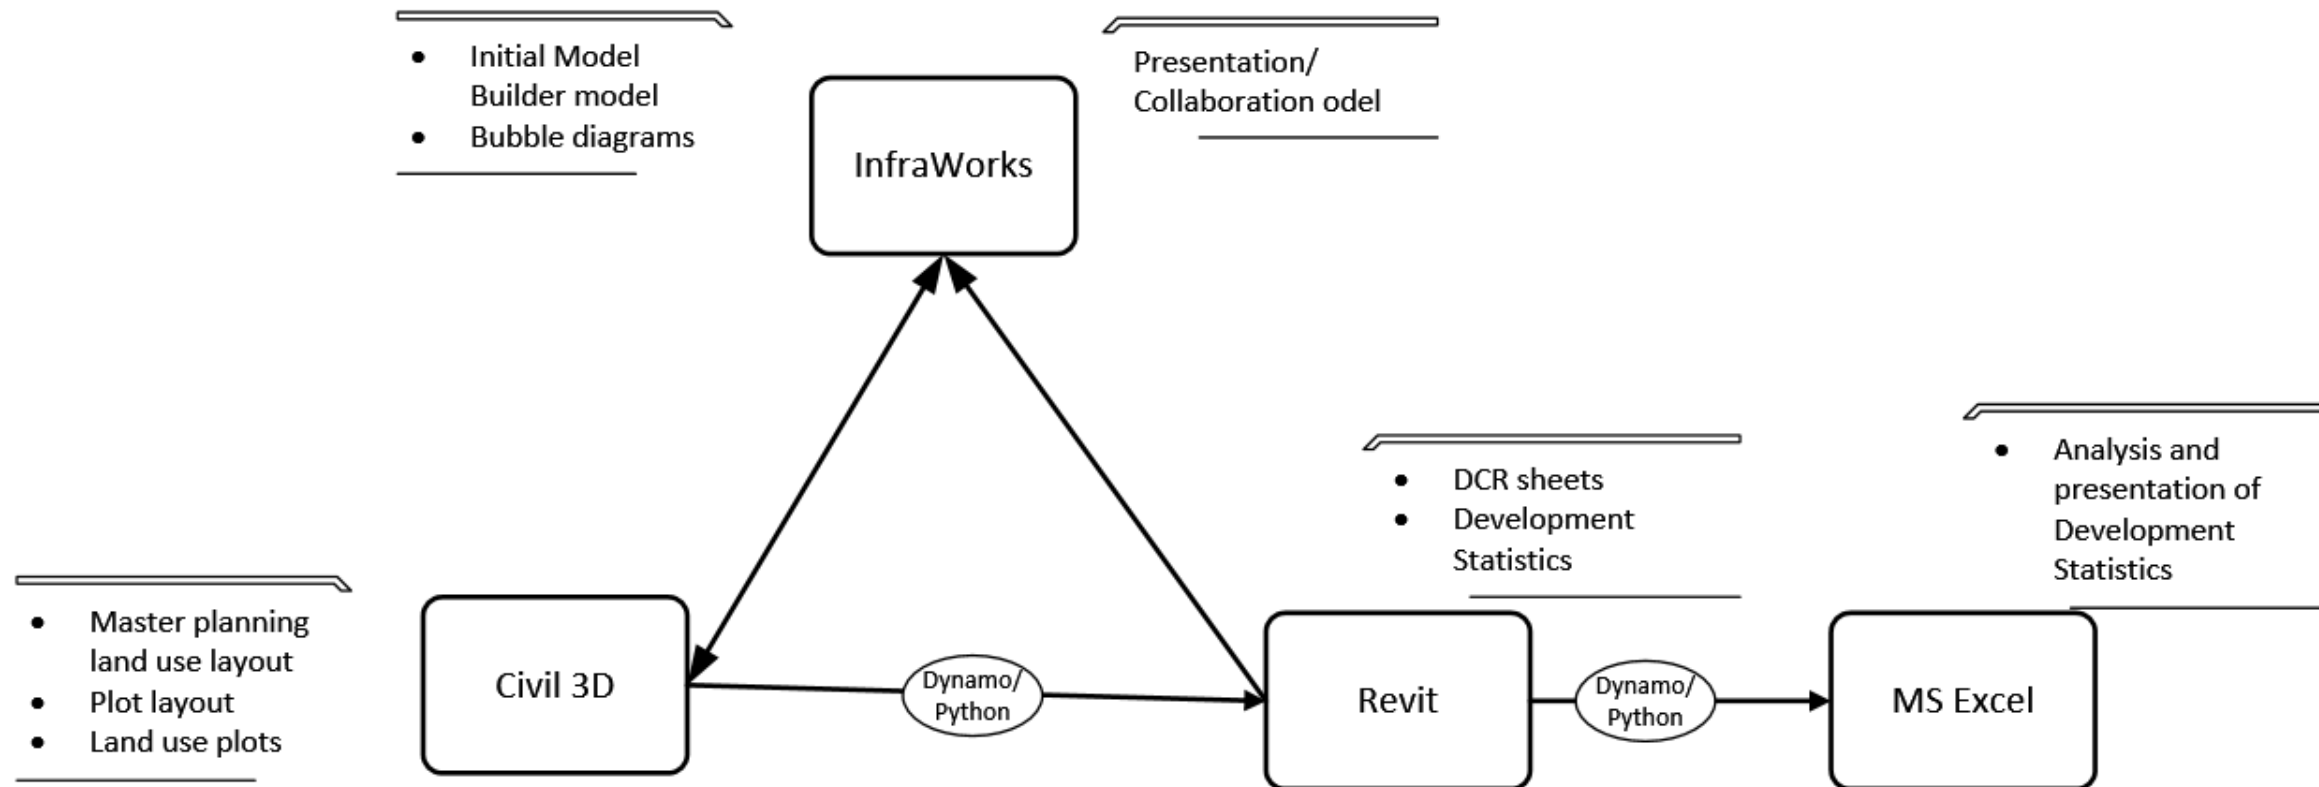 • Initial Model
Builder model
• Bubble diagrams
Presentation/
Collaboration odel
InfraWorks
• DCR sheets
• Development
Statistics
• Analysis and
presentation of
Development
Statistics
• Master planning
land use layout
• Plot layout
• Land use plots
Civil 3D
Dynamo/
Python
Revit
Dynamo/
Python
MS Excel